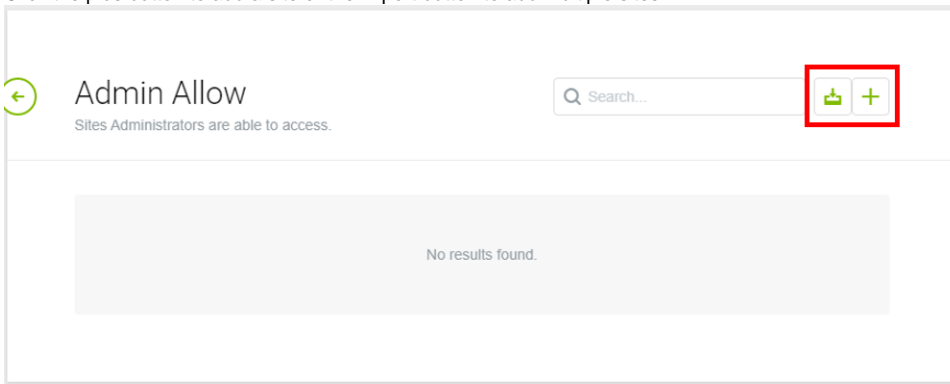 Admin Allow
Search...
Sites Administrators are able to access.
No results found.